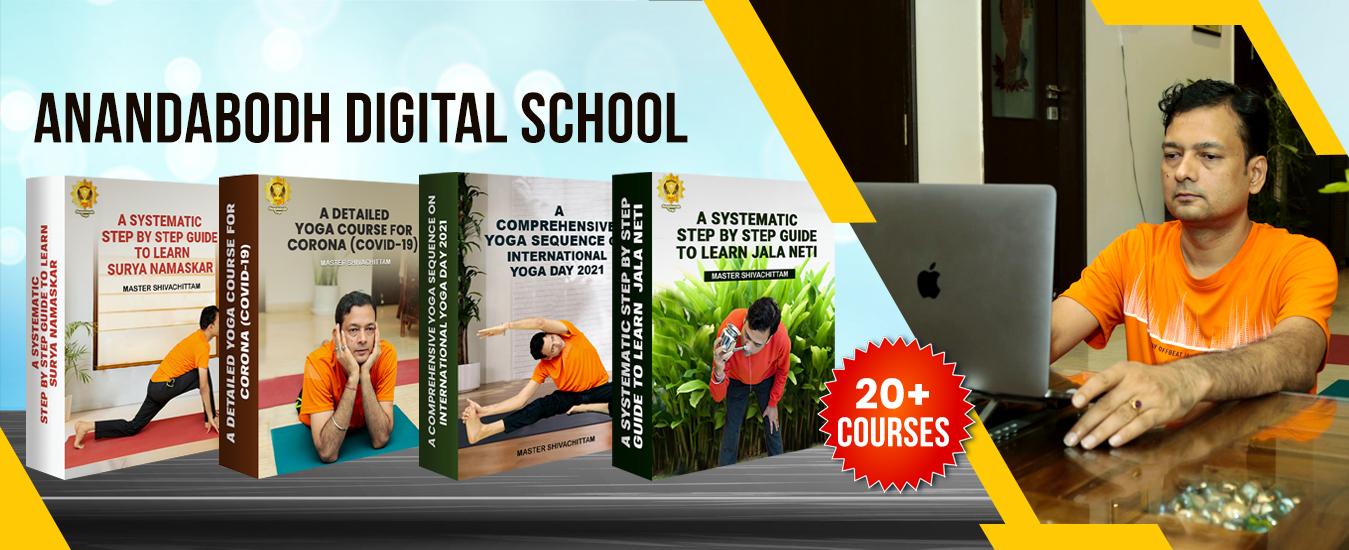 ANANDABODH DIGITAL SCHOOL
A SYSTEMATIC
STEP BY STEP GUIDE TO LEARN
SURYA NAMASKAR
A SYSTEMATIC
STEP BY STEP GUIDE
TO LEARN
SURYA NAMASKAR
MASTER SHIVACHITTAM
A DETAILED YOGA COURSE FOR
CORONA (COVID-19)
A DETAILED
YOGA COURSE FOR
CORONA (COVID-19)
MASTER SHIVACHITTAM
A COMPREHENSIVE YOGA SEQUENCE ON
INTERNATIONAL YOGA DAY 2021
A
COMPREHENSIVE
YOGA SEQUENCE
INTERNATIONAL
YOGA DAY 2021
MASTER SHIVACHITTAM
A SYSTEMATIC STEP BY STEP
GUIDE TO LEARN JALA NETI
A SYSTEMATIC
STEP BY STEP GUIDE
TO LEARN JALA NETI
MASTER SHIVACHITTAM
20+
COURSES